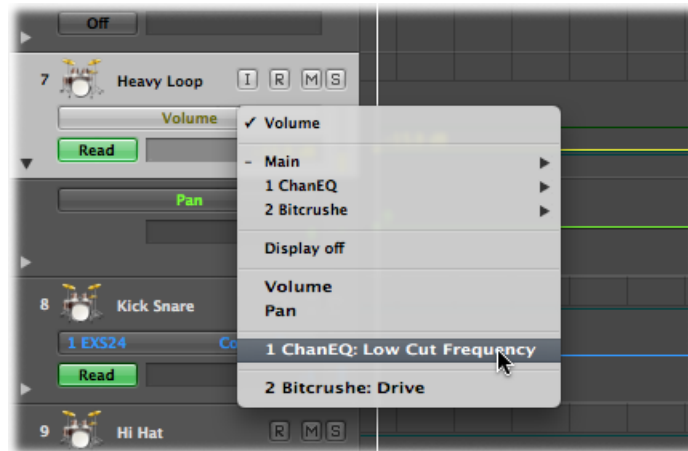 Off
7 Heavy Loop I R M S
Volume
Read
✓ Volume
– Main
1 ChanEQ
2 Bitcrushe
Display off
Volume
Pan
1 ChanEQ: Low Cut Frequency
2 Bitcrushe: Drive
Pan
8 Kick Snare
1 EXS24 Co
Read
9 Hi Hat R M S